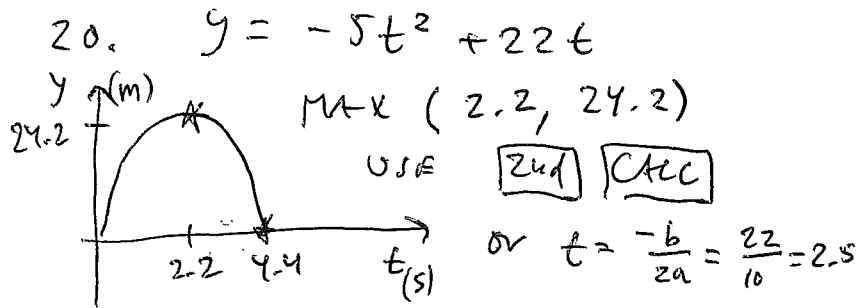 20. y = -5t² + 22t
y (m)
24.2
MAX (2.2, 24.2)
USE 2nd CALC
or t = -b/2a = 22/10 = 2.5
2.2 4.4 t(s)